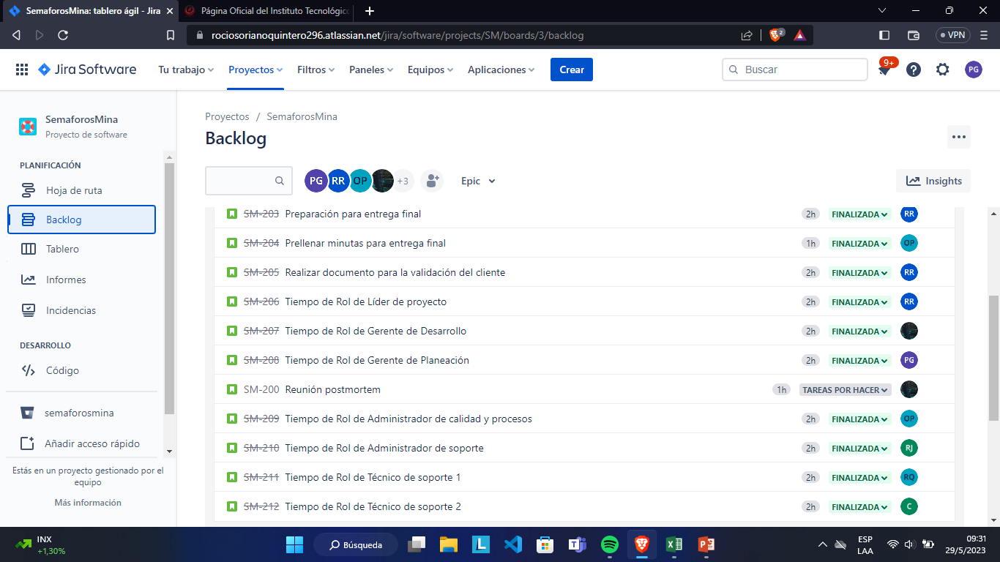 SemaforosMina: tablero ágil - Jira
Página Oficial del Instituto Tecnológico
rociosorianoquintero296.atlassian.net/jira/software/projects/SM/boards/3/backlog
2
VPN
Jira Software
Tu trabajo
Proyectos
Filtros
Paneles
Equipos
Aplicaciones
Crear
Buscar
9+
PG
SemaforosMina
Proyecto de software
PLANIFICACIÓN
Hoja de ruta
Backlog
Tablero
Informes
Incidencias
DESARROLLO
Código
semaforosmina
Añadir acceso rápido
Estás en un proyecto gestionado por el
equipo
Más información
Proyectos / SemaforosMina
Backlog
PG RR OP +3
Epic
Insights
SM-203 Preparación para entrega final 2h FINALIZADA RR
SM-204 Prellenar minutas para entrega final 1h FINALIZADA OP
SM-205 Realizar documento para la validación del cliente 2h FINALIZADA RR
SM-206 Tiempo de Rol de Líder de proyecto 2h FINALIZADA RR
SM-207 Tiempo de Rol de Gerente de Desarrollo 2h FINALIZADA
SM-208 Tiempo de Rol de Gerente de Planeación 2h FINALIZADA PG
SM-200 Reunión postmortem 1h TAREAS POR HACER
SM-209 Tiempo de Rol de Administrador de calidad y procesos 2h FINALIZADA OP
SM-210 Tiempo de Rol de Administrador de soporte 2h FINALIZADA RJ
SM-211 Tiempo de Rol de Técnico de soporte 1 2h FINALIZADA RQ
SM-212 Tiempo de Rol de Técnico de soporte 2 2h FINALIZADA C
INX
+1,30%
Búsqueda
L
ESP
LAA
09:31
29/5/2023